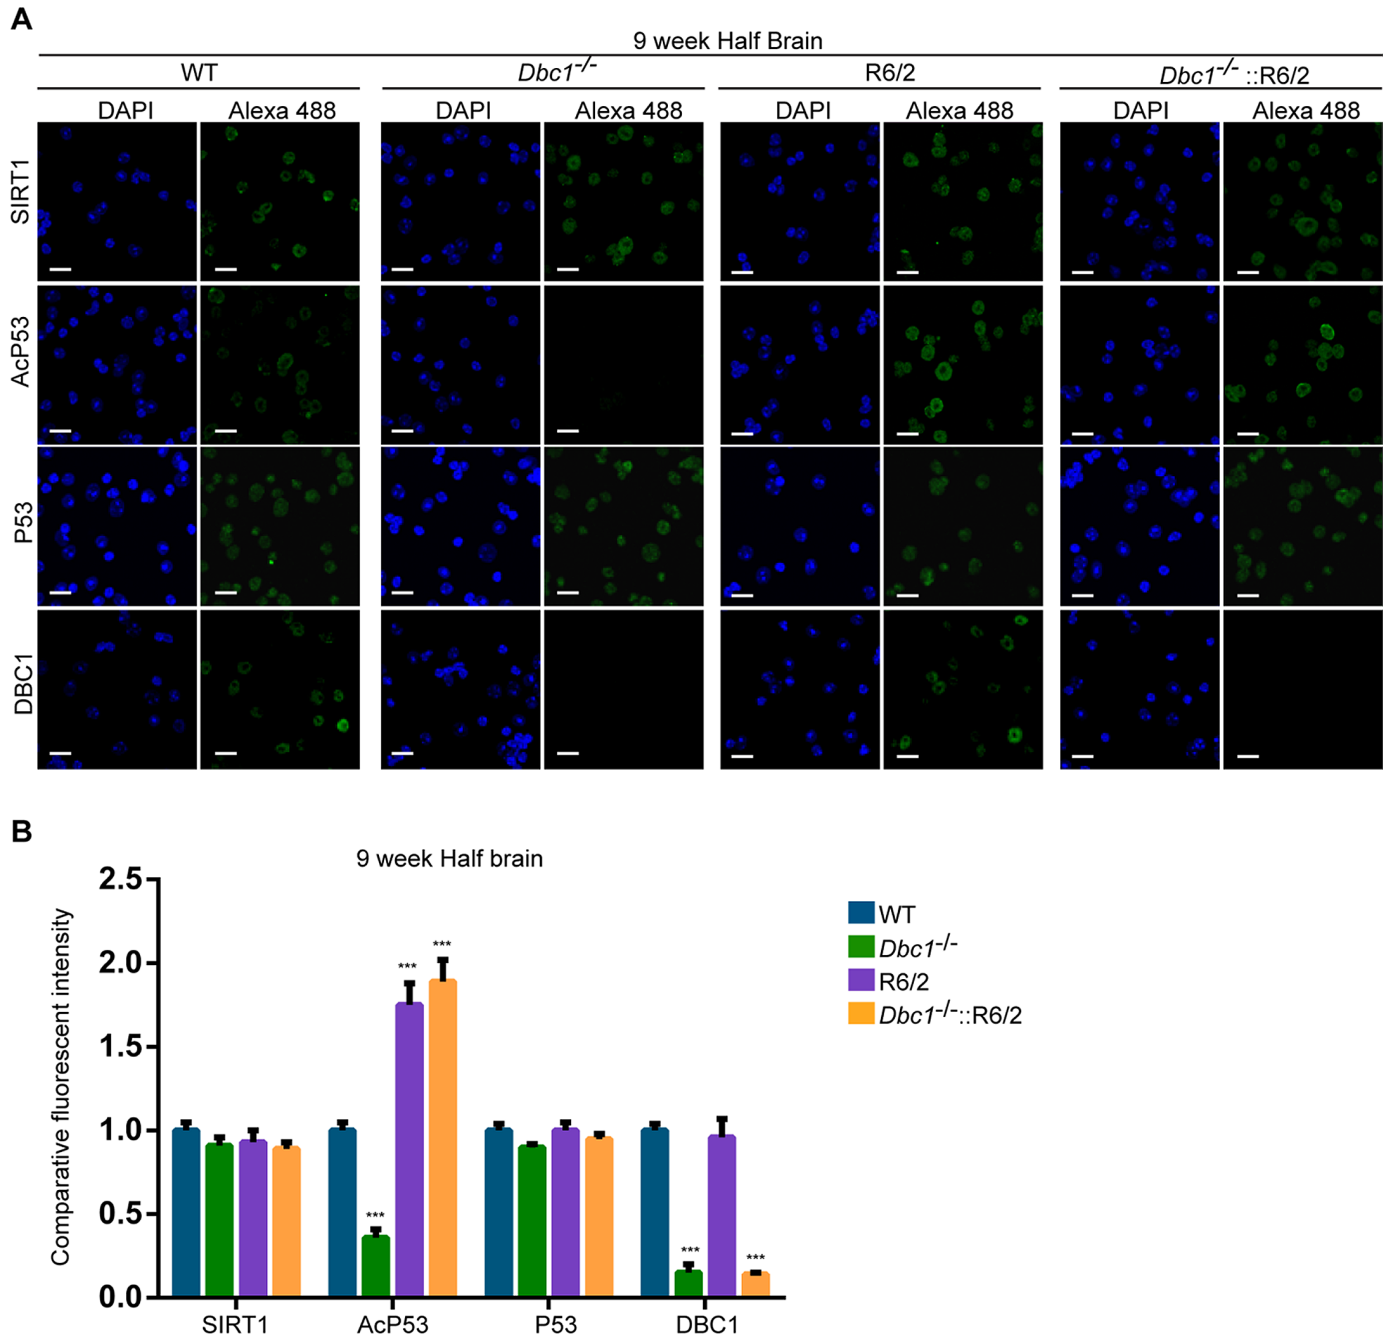 A
9 week Half Brain
WT
Dbc1-/-
R6/2
Dbc1-/- ::R6/2
DAPI Alexa 488 DAPI Alexa 488 DAPI Alexa 488 DAPI Alexa 488
SIRT1
AcP53
P53
DBC1
B
9 week Half brain
Comparative fluorescent intensity
2.5
2.0
1.5
1.0
0.5
0.0
***
***
***
***
***
SIRT1 AcP53 P53 DBC1
WT
Dbc1-/-
R6/2
Dbc1-/-::R6/2